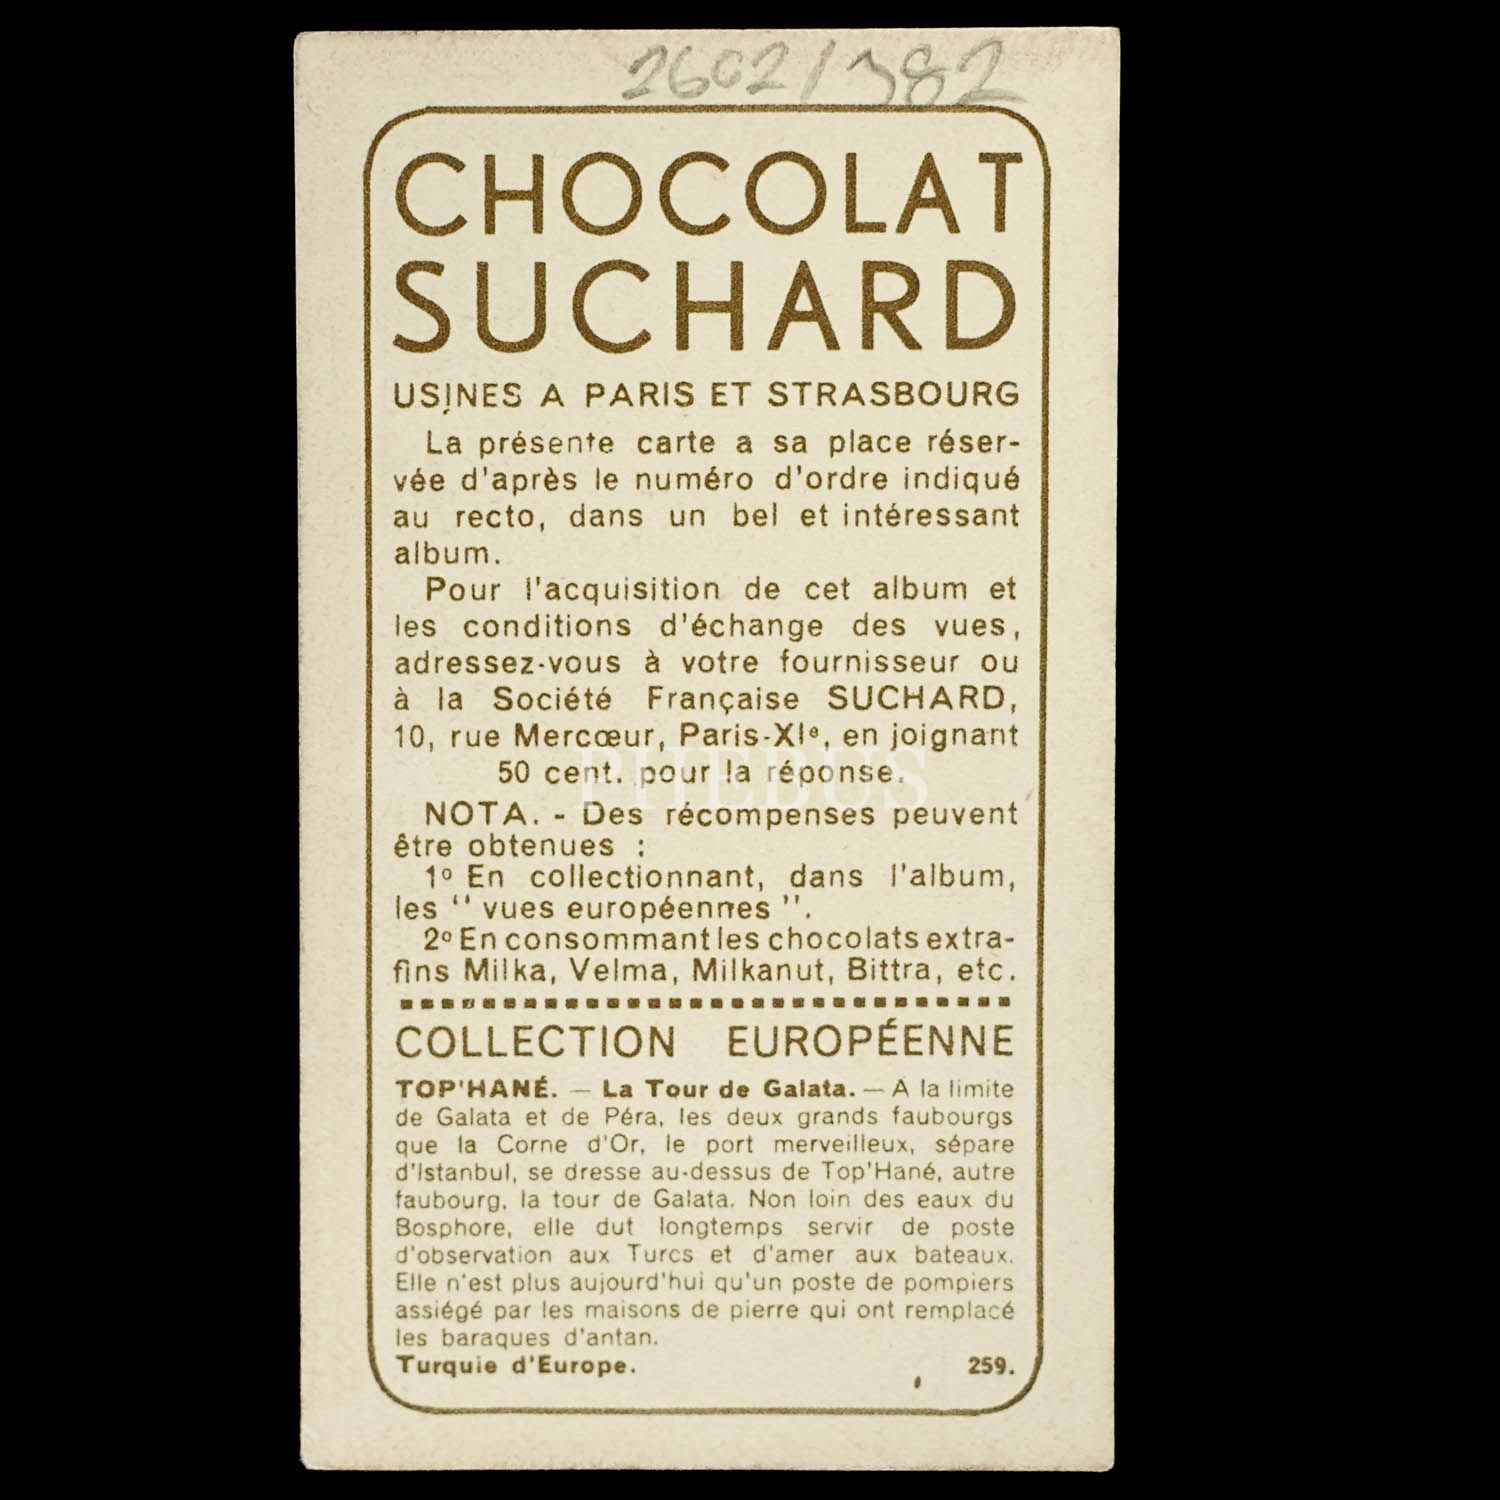 2602/382
CHOCOLAT
SUCHARD
USINES A PARIS ET STRASBOURG
La présente carte a sa place réser-
vée d'après le numéro d'ordre indiqué
au recto, dans un bel et intéressant
album.
Pour l'acquisition de cet album et
les conditions d'échange des vues,
adressez-vous à votre fournisseur ou
à la Société Française SUCHARD,
10, rue Mercœur, Paris-XIe, en joignant
50 cent. pour la réponse.
PHEBUS
NOTA. - Des récompenses peuvent
être obtenues :
1º En collectionnant, dans l'album,
les " vues européennes ".
2º En consommant les chocolats extra-
fins Milka, Velma, Milkanut, Bittra, etc.
COLLECTION EUROPÉENNE
TOP'HANÉ. — La Tour de Galata. — A la limite
de Galata et de Péra, les deux grands faubourgs
que la Corne d'Or, le port merveilleux, sépare
d'Istanbul, se dresse au-dessus de Top'Hané, autre
faubourg, la tour de Galata. Non loin des eaux du
Bosphore, elle dut longtemps servir de poste
d'observation aux Turcs et d'amer aux bateaux.
Elle n'est plus aujourd'hui qu'un poste de pompiers
assiégé par les maisons de pierre qui ont remplacé
les baraques d'antan.
Turquie d'Europe. 259.